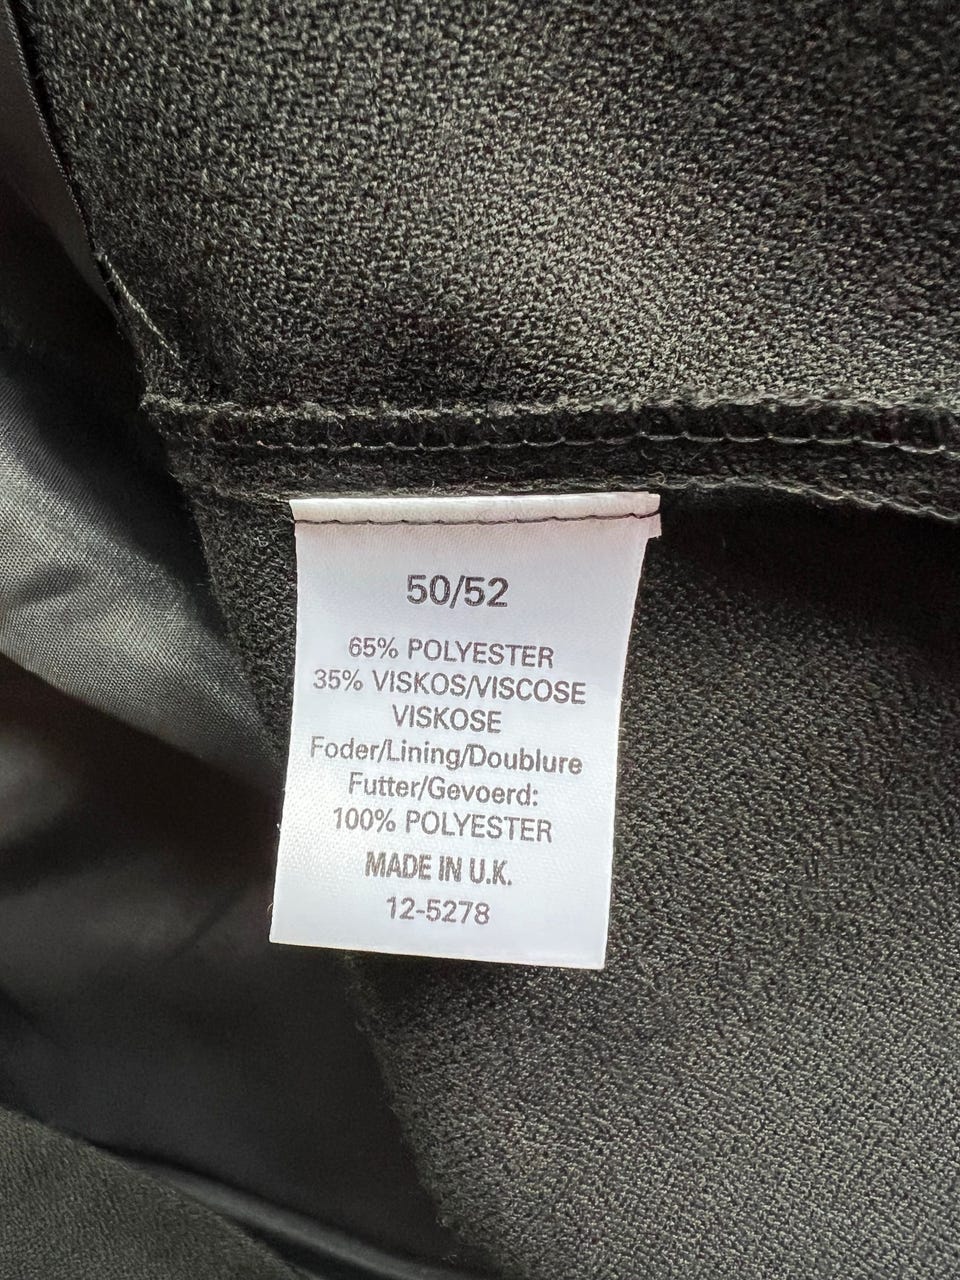 50/52
65% POLYESTER
35% VISKOS/VISCOSE
VISKOSE
Foder/Lining/Doublure
Futter/Gevoerd:
100% POLYESTER
MADE IN U.K.
12-5278